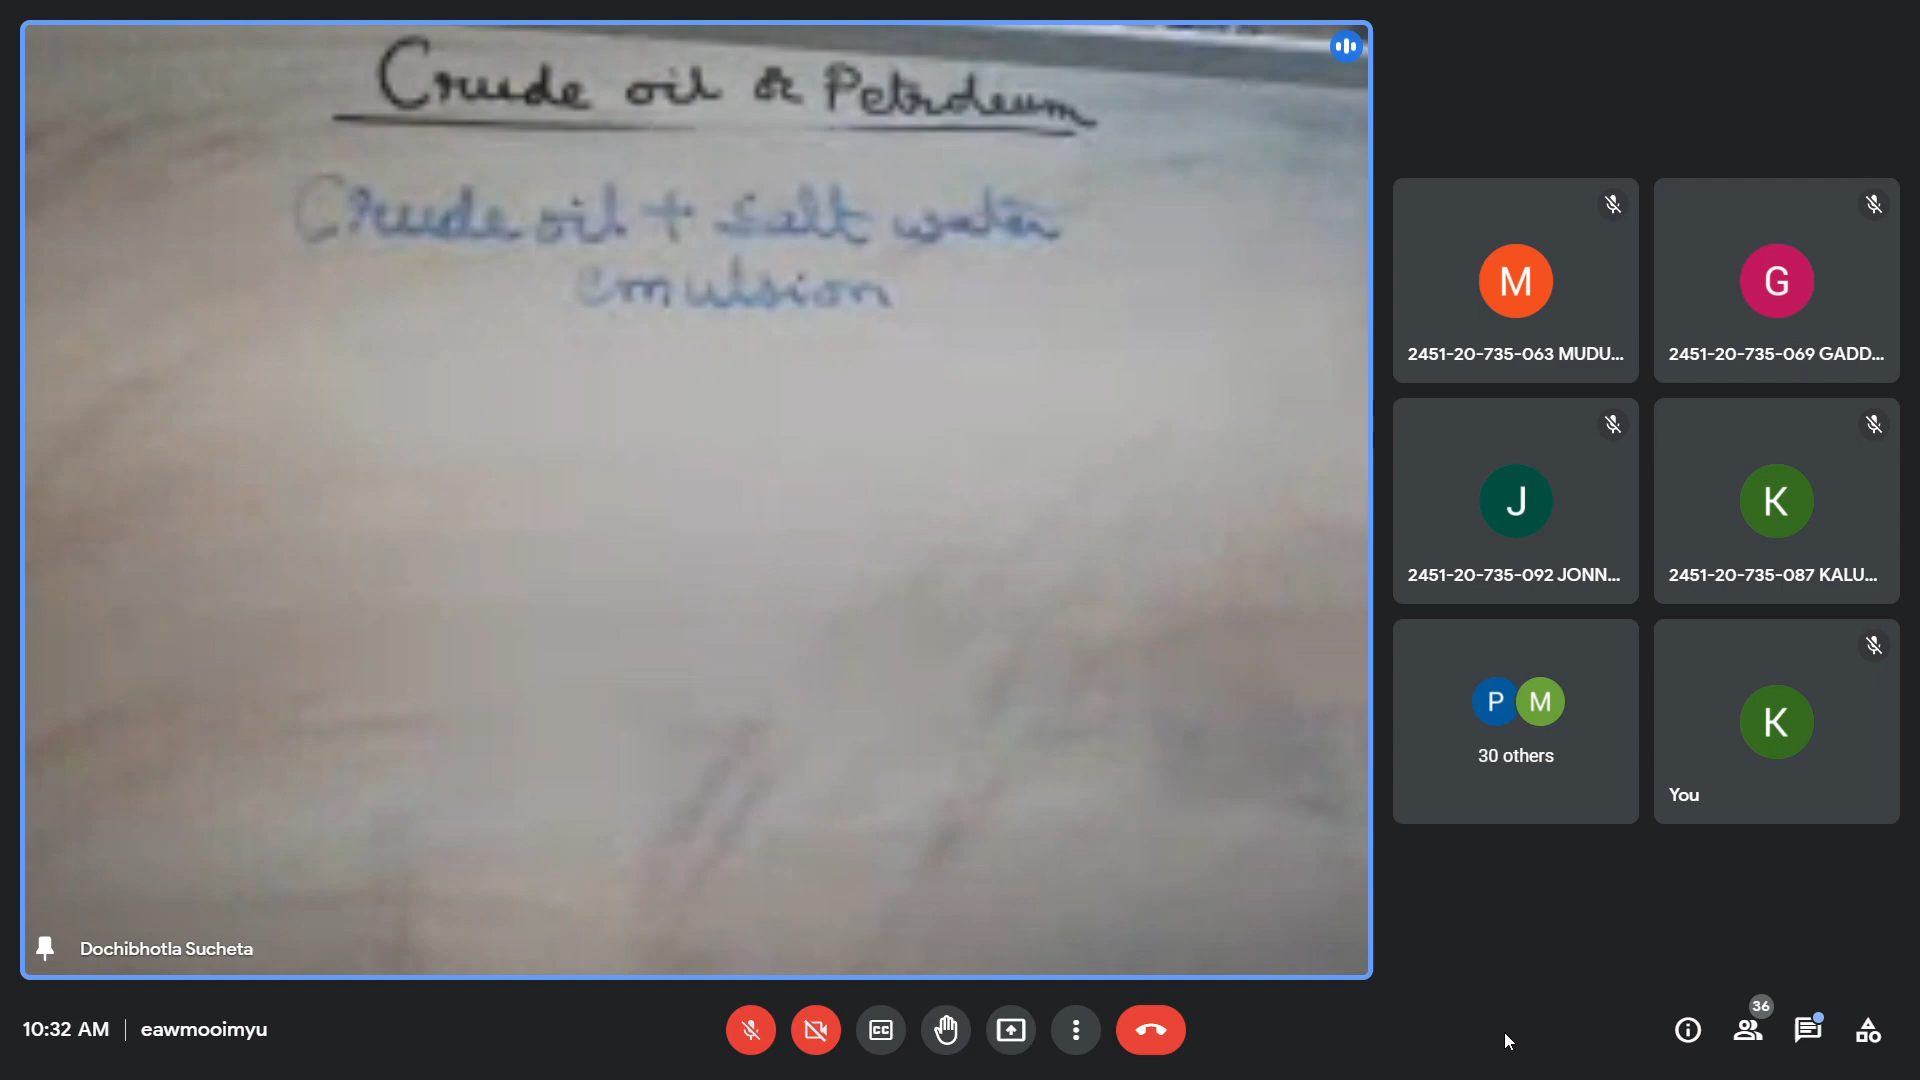 Crude oil & Petroleum
Crude oil + Salt water
emulsion
Dochibhotla Sucheta
M
2451-20-735-063 MUDU...
G
2451-20-735-069 GADD...
J
2451-20-735-092 JONN...
K
2451-20-735-087 KALU...
P M
30 others
K
You
10:32 AM | eawmooimyu
CC
36